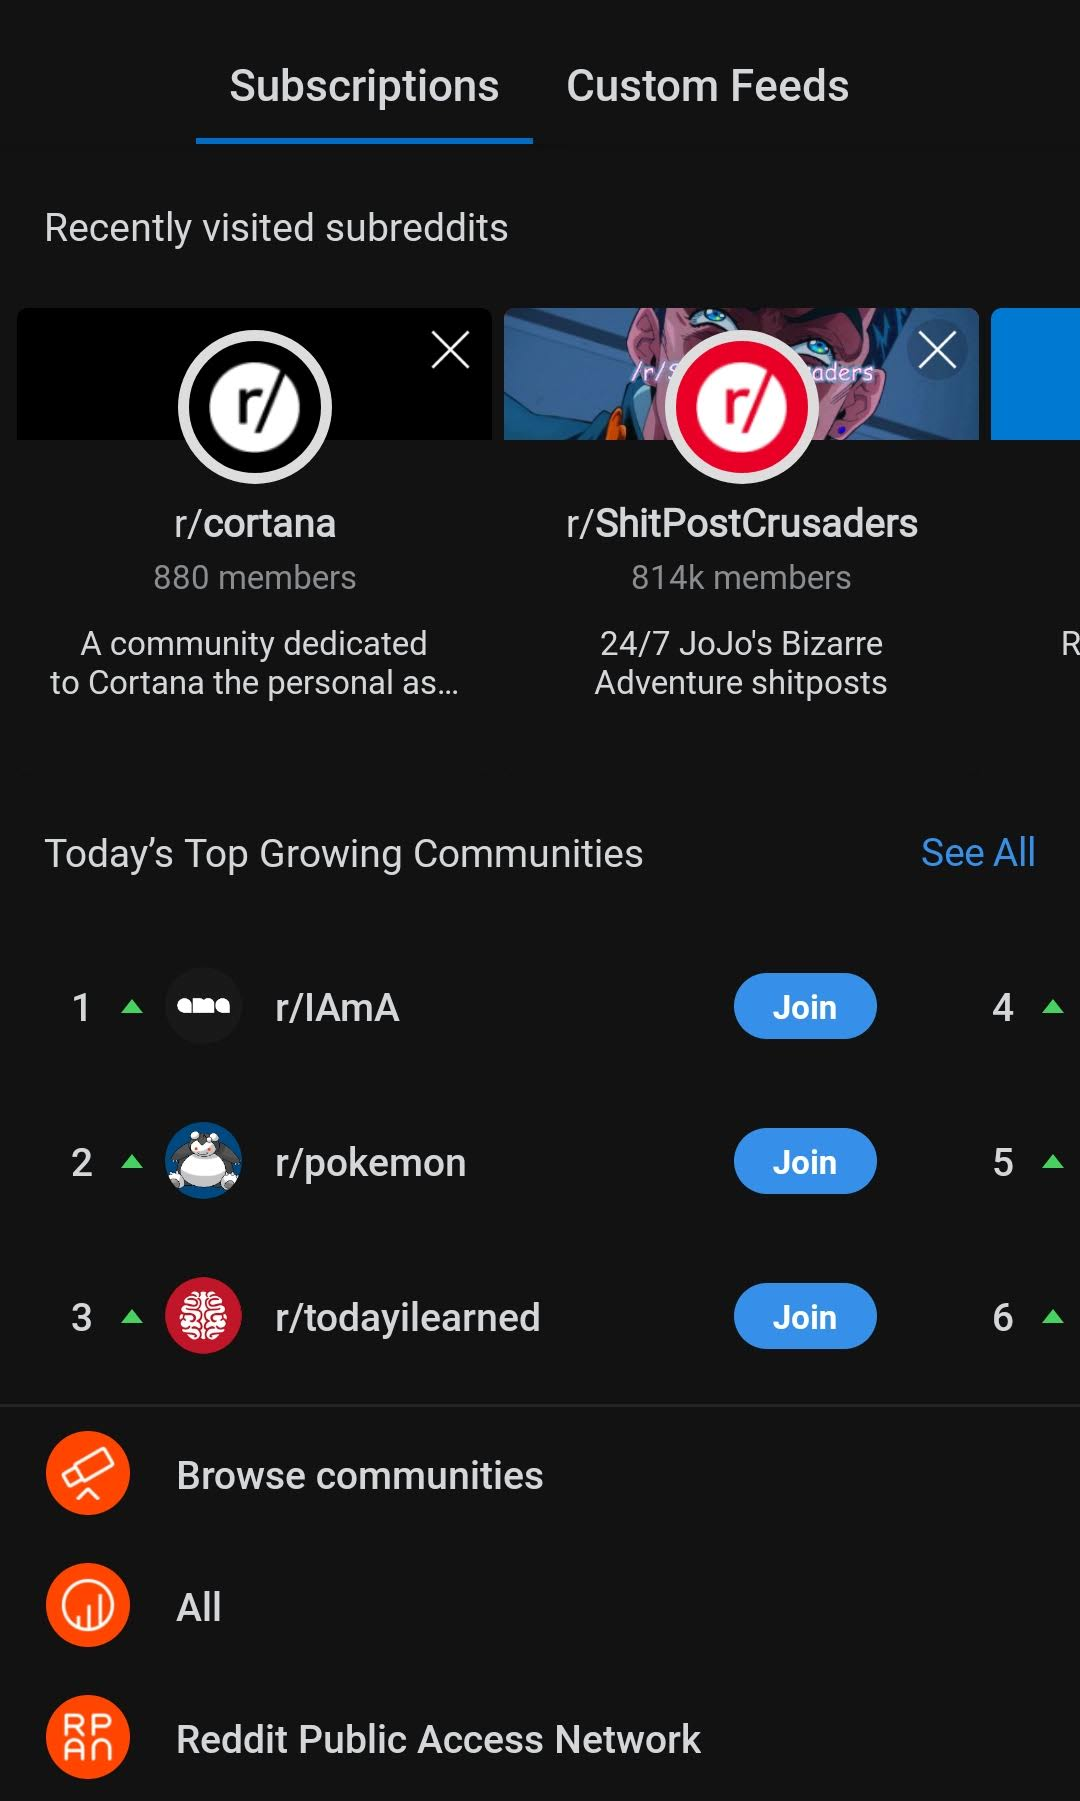 Subscriptions Custom Feeds
Recently visited subreddits
/r/S aders
r/
r/
r/cortana
r/ShitPostCrusaders
880 members
814k members
A community dedicated
to Cortana the personal as...
24/7 JoJo's Bizarre
Adventure shitposts
R
Today’s Top Growing Communities See All
1 ama r/IAmA Join 4
2 r/pokemon Join 5
3 r/todayilearned Join 6
Browse communities
All
RP
AN
Reddit Public Access Network